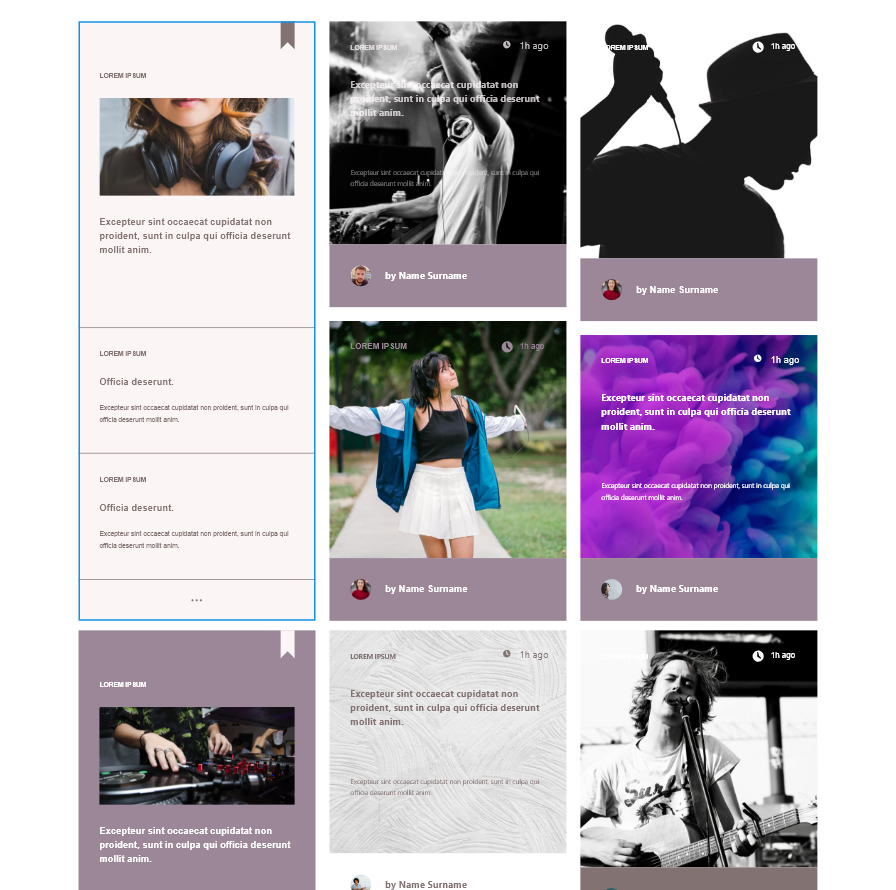 LOREM IPSUM
Excepteur sint occaecat cupidatat non
proident, sunt in culpa qui officia deserunt
mollit anim.
LOREM IPSUM
Officia deserunt.
Excepteur sint occaecat cupidatat non proident, sunt in culpa qui
officia deserunt mollit anim.
LOREM IPSUM
Officia deserunt.
Excepteur sint occaecat cupidatat non proident, sunt in culpa qui
officia deserunt mollit anim.
...
LOREM IPSUM
Excepteur sint occaecat cupidatat non
proident, sunt in culpa qui officia deserunt
mollit anim.
LOREM IPSUM
1h ago
Excepteur sint occaecat cupidatat non
proident, sunt in culpa qui officia deserunt
mollit anim.
Excepteur sint occaecat cupidatat non proident, sunt in culpa qui
officia deserunt mollit anim.
by Name Surname
LOREM IPSUM
1h ago
by Name Surname
LOREM IPSUM
1h ago
Excepteur sint occaecat cupidatat non
proident, sunt in culpa qui officia deserunt
mollit anim.
Excepteur sint occaecat cupidatat non proident, sunt in culpa qui
officia deserunt mollit anim.
by Name Surname
LOREM IPSUM
1h ago
by Name Surname
LOREM IPSUM
1h ago
Excepteur sint occaecat cupidatat non
proident, sunt in culpa qui officia deserunt
mollit anim.
Excepteur sint occaecat cupidatat non proident, sunt in culpa qui
officia deserunt mollit anim.
by Name Surname
1h ago